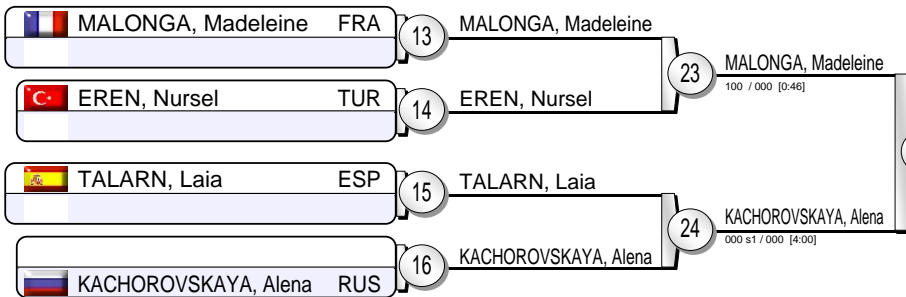 MALONGA, Madeleine FRA
13
MALONGA, Madeleine
23
MALONGA, Madeleine
100 / 000 [0:46]
EREN, Nursel TUR
14
EREN, Nursel
TALARN, Laia ESP
15
TALARN, Laia
24
KACHOROVSKAYA, Alena
000 s1 / 000 [4:00]
16
KACHOROVSKAYA, Alena
KACHOROVSKAYA, Alena RUS